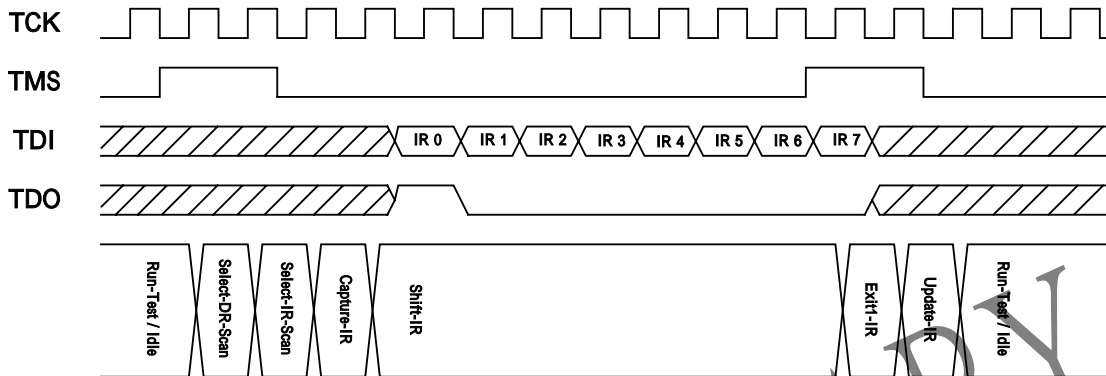 TCK
TMS
TDI
IR 0 IR 1 IR 2 IR 3 IR 4 IR 5 IR 6 IR 7
TDO
Run-Test / Idle
Select-DR-Scan
Select-IR-Scan
Capture-IR
Shift-IR
Exit1-IR
Update-IR
Run-Test / Idle